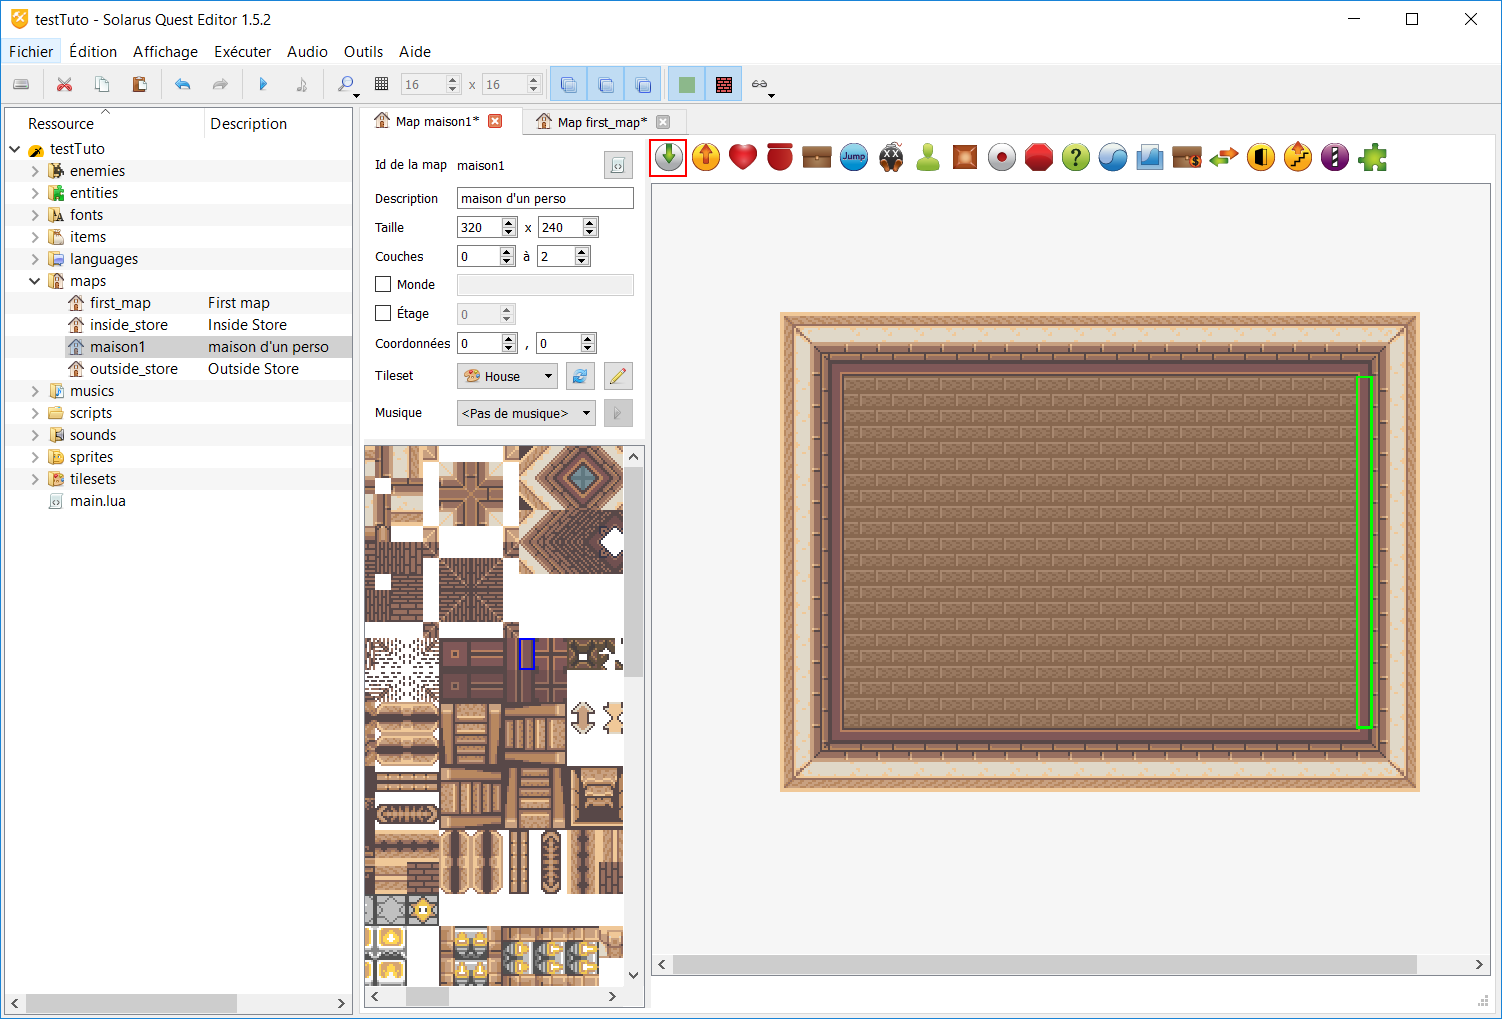 testTuto - Solarus Quest Editor 1.5.2
Fichier Édition Affichage Exécuter Audio Outils Aide
16 x 16
Ressource Description
testTuto
enemies
entities
fonts
items
languages
maps
first_map First map
inside_store Inside Store
maison1 maison d'un perso
outside_store Outside Store
musics
scripts
sounds
sprites
tilesets
main.lua
Map maison1* Map first_map*
Id de la map maison1
Description maison d'un perso
Taille 320 x 240
Couches 0 à 2
Monde
Étage 0
Coordonnées 0 , 0
Tileset House
Musique <Pas de musique>
Jump
?